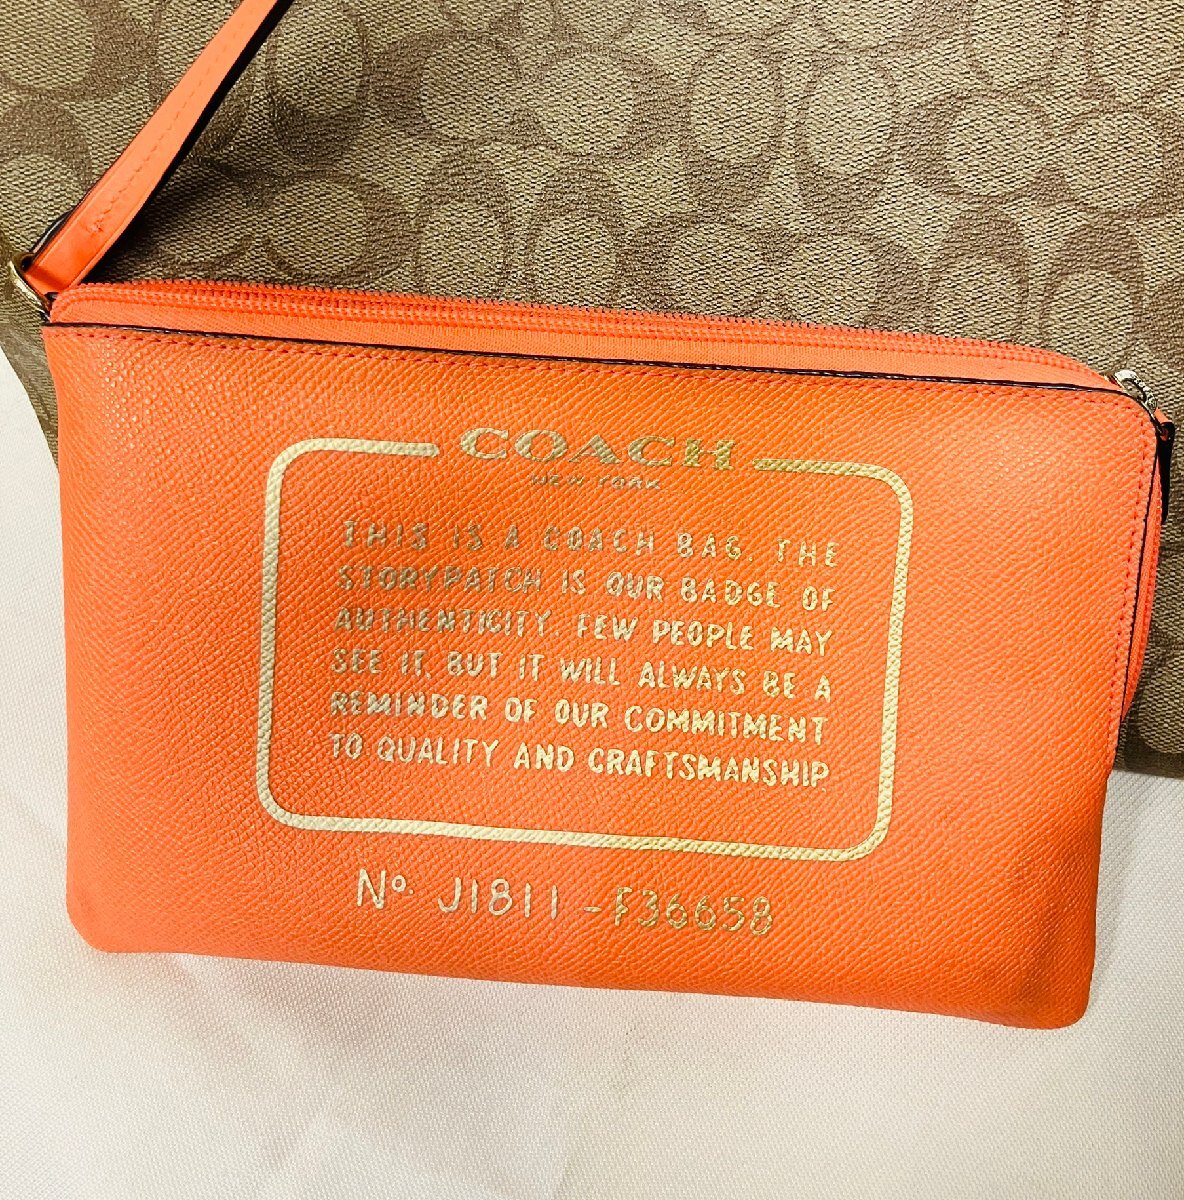 COACH
NEW YORK
THIS IS A COACH BAG. THE
STORYPATCH IS OUR BADGE OF
AUTHENTICITY. FEW PEOPLE MAY
SEE IT, BUT IT WILL ALWAYS BE A
REMINDER OF OUR COMMITMENT
TO QUALITY AND CRAFTSMANSHIP.
No. J1811-F36658